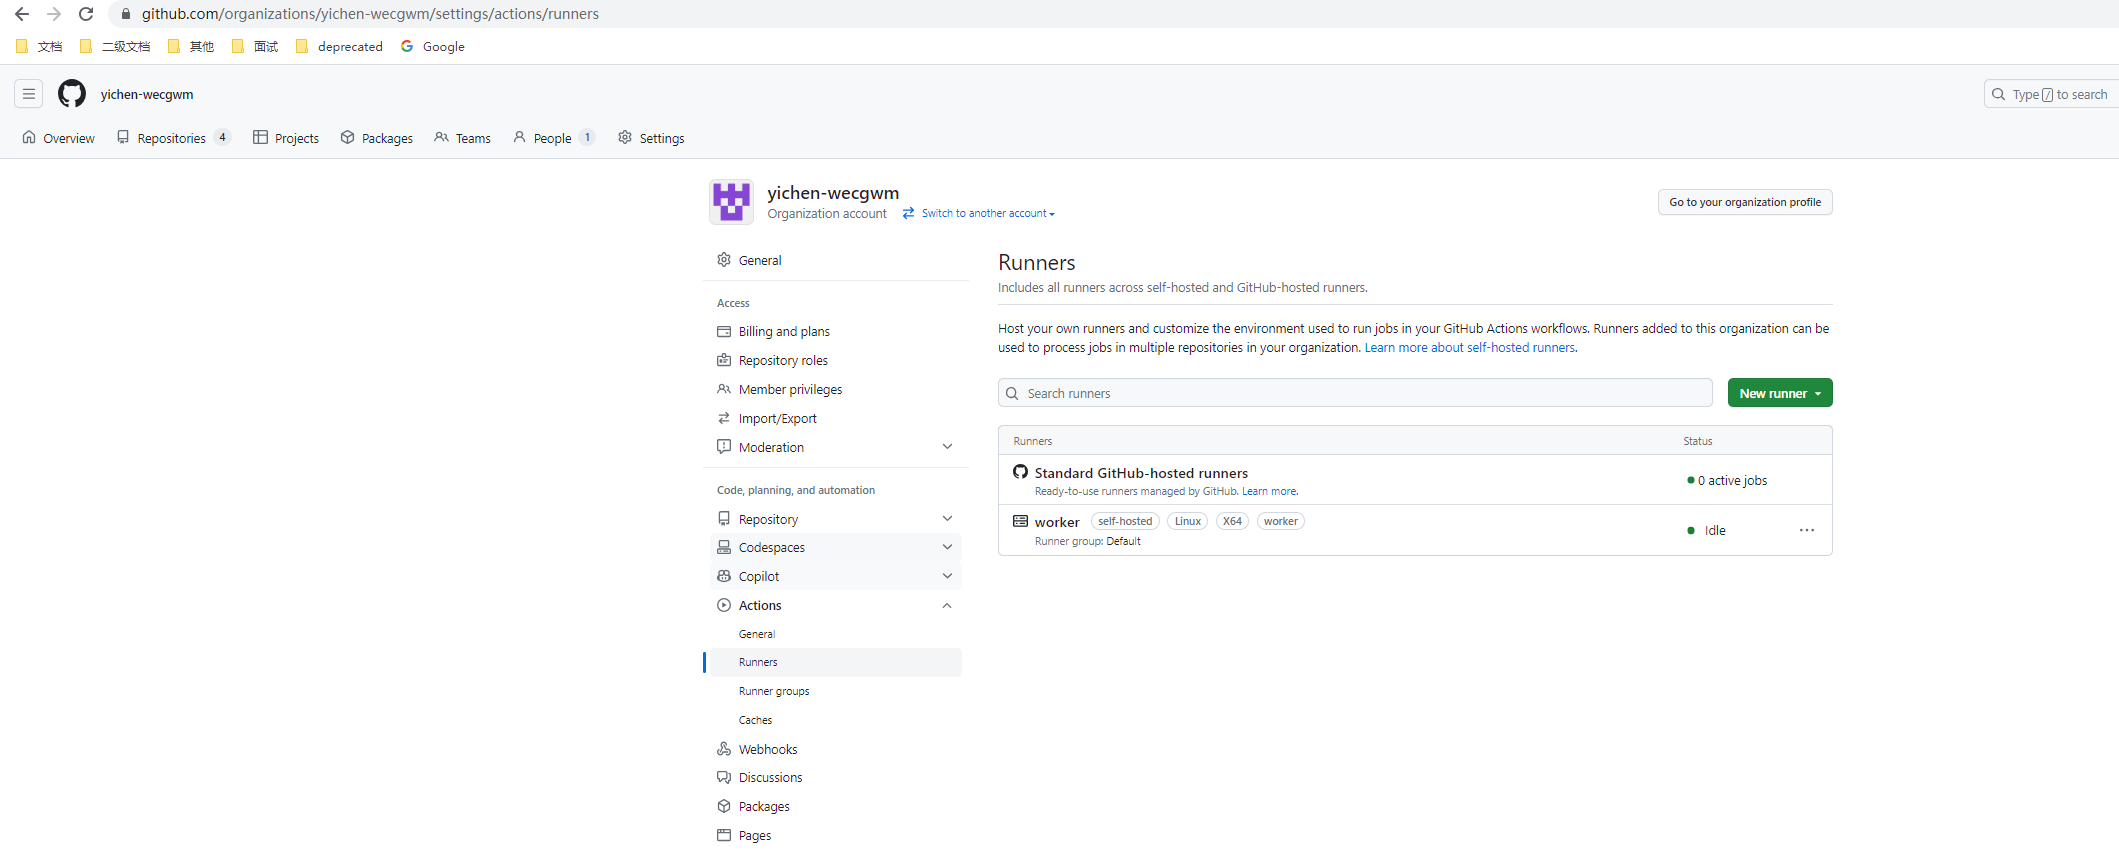 github.com/organizations/yichen-wecgwm/settings/actions/runners
文档 二级文档 其他 面试 deprecated Google
yichen-wecgwm
Type / to search
Overview Repositories 4 Projects Packages Teams People 1 Settings
yichen-wecgwm
Organization account Switch to another account
Go to your organization profile
General
Access
Billing and plans
Repository roles
Member privileges
Import/Export
Moderation
Code, planning, and automation
Repository
Codespaces
Copilot
Actions
General
Runners
Runner groups
Caches
Webhooks
Discussions
Packages
Pages
Runners
Includes all runners across self-hosted and GitHub-hosted runners.
Host your own runners and customize the environment used to run jobs in your GitHub Actions workflows. Runners added to this organization can be
used to process jobs in multiple repositories in your organization. Learn more about self-hosted runners.
Search runners
New runner
Runners Status
Standard GitHub-hosted runners
Ready-to-use runners managed by GitHub. Learn more.
0 active jobs
worker self-hosted Linux X64 worker
Runner group: Default
Idle